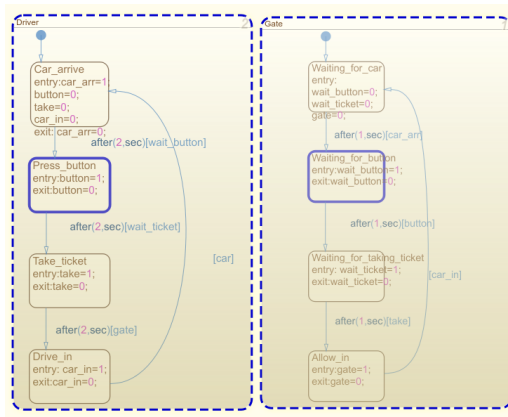 Driver
2
Car_arrive
entry:car_arr=1
button=0;
take=0;
car_in=0;
exit: car_arr=0;
after(2,sec)[wait_button]
Press_button
entry:button=1;
exit:button=0;
after(2,sec)[wait_ticket]
Take_ticket
entry:take=1;
exit:take=0;
[car]
after(2,sec)[gate]
Drive_in
entry: car_in=1;
exit:car_in=0;
Gate
Waiting_for_car
entry:
wait_button=0;
wait_ticket=0;
gate=0;
after(1,sec)[car_arr]
Waiting_for_button
entry:wait_button=1;
exit:wait_button=0;
after(1,sec)[button]
Waiting_for_taking_ticket
entry: wait_ticket=1;
exit:wait_ticket=0;
[car_in]
after(1,sec)[take]
Allow_in
entry:gate=1;
exit:gate=0;